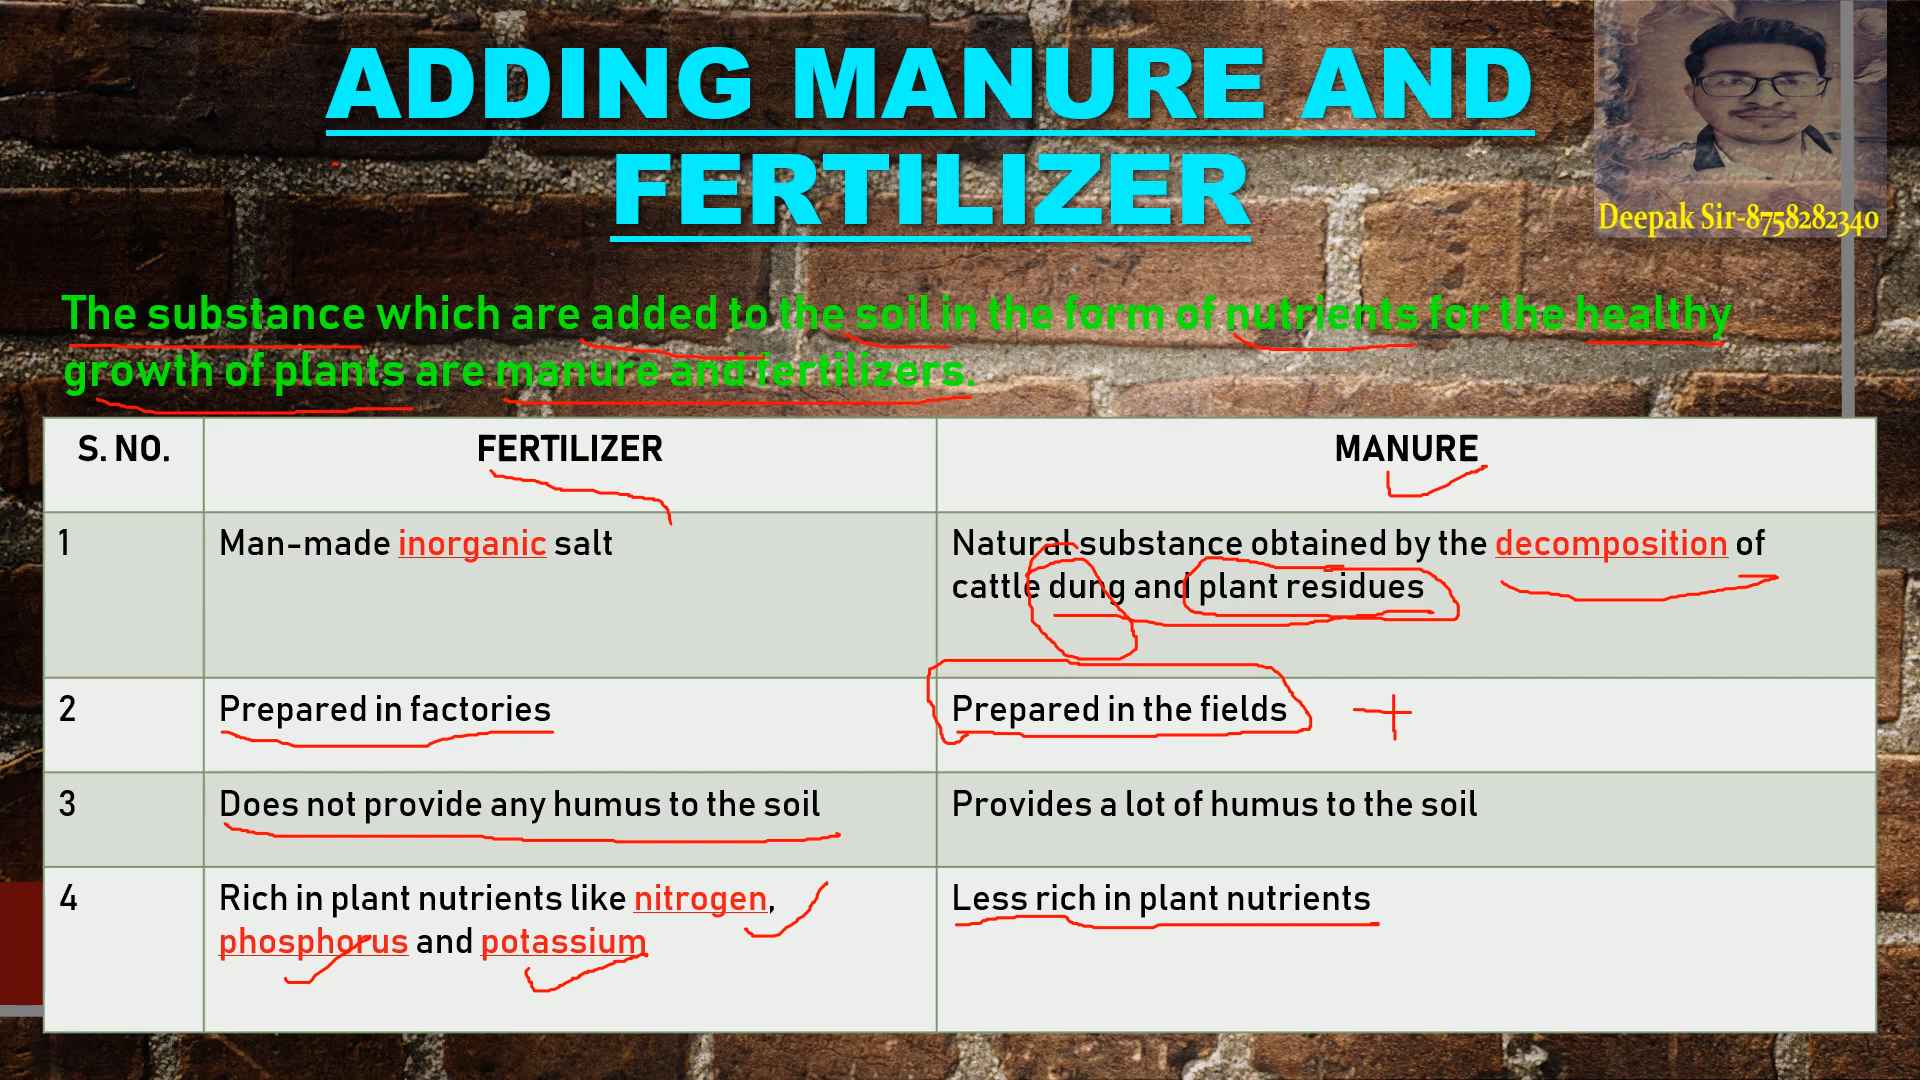 ADDING MANURE AND
FERTILIZER
Deepak Sir-8758282340
The substance which are added to the soil in the form of nutrients for the healthy
growth of plants are manure and fertilizers.
S. NO. FERTILIZER MANURE
1 Man-made inorganic salt Natural substance obtained by the decomposition of
cattle dung and plant residues
2 Prepared in factories Prepared in the fields
3 Does not provide any humus to the soil Provides a lot of humus to the soil
4 Rich in plant nutrients like nitrogen, Less rich in plant nutrients
phosphorus and potassium